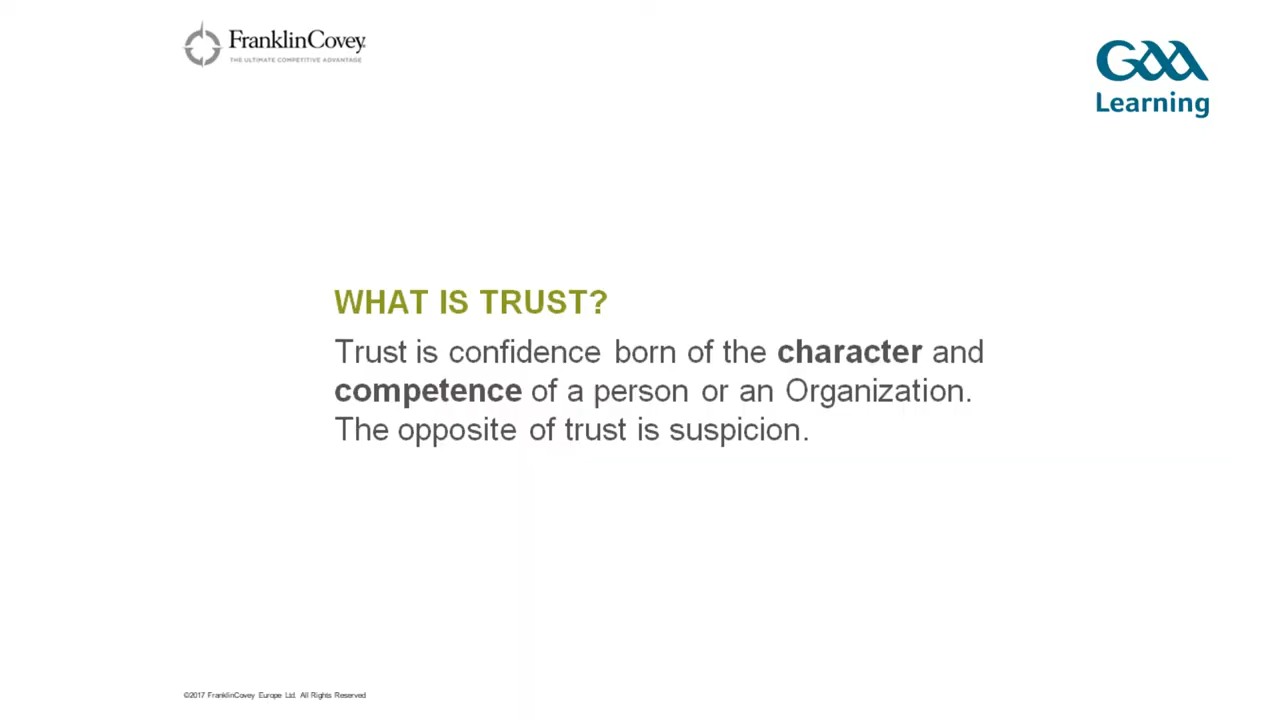 FranklinCovey
THE ULTIMATE COMPETITIVE ADVANTAGE
GAA
Learning
WHAT IS TRUST?
Trust is confidence born of the character and
competence of a person or an Organization.
The opposite of trust is suspicion.
©2017 FranklinCovey Europe Ltd. All Rights Reserved